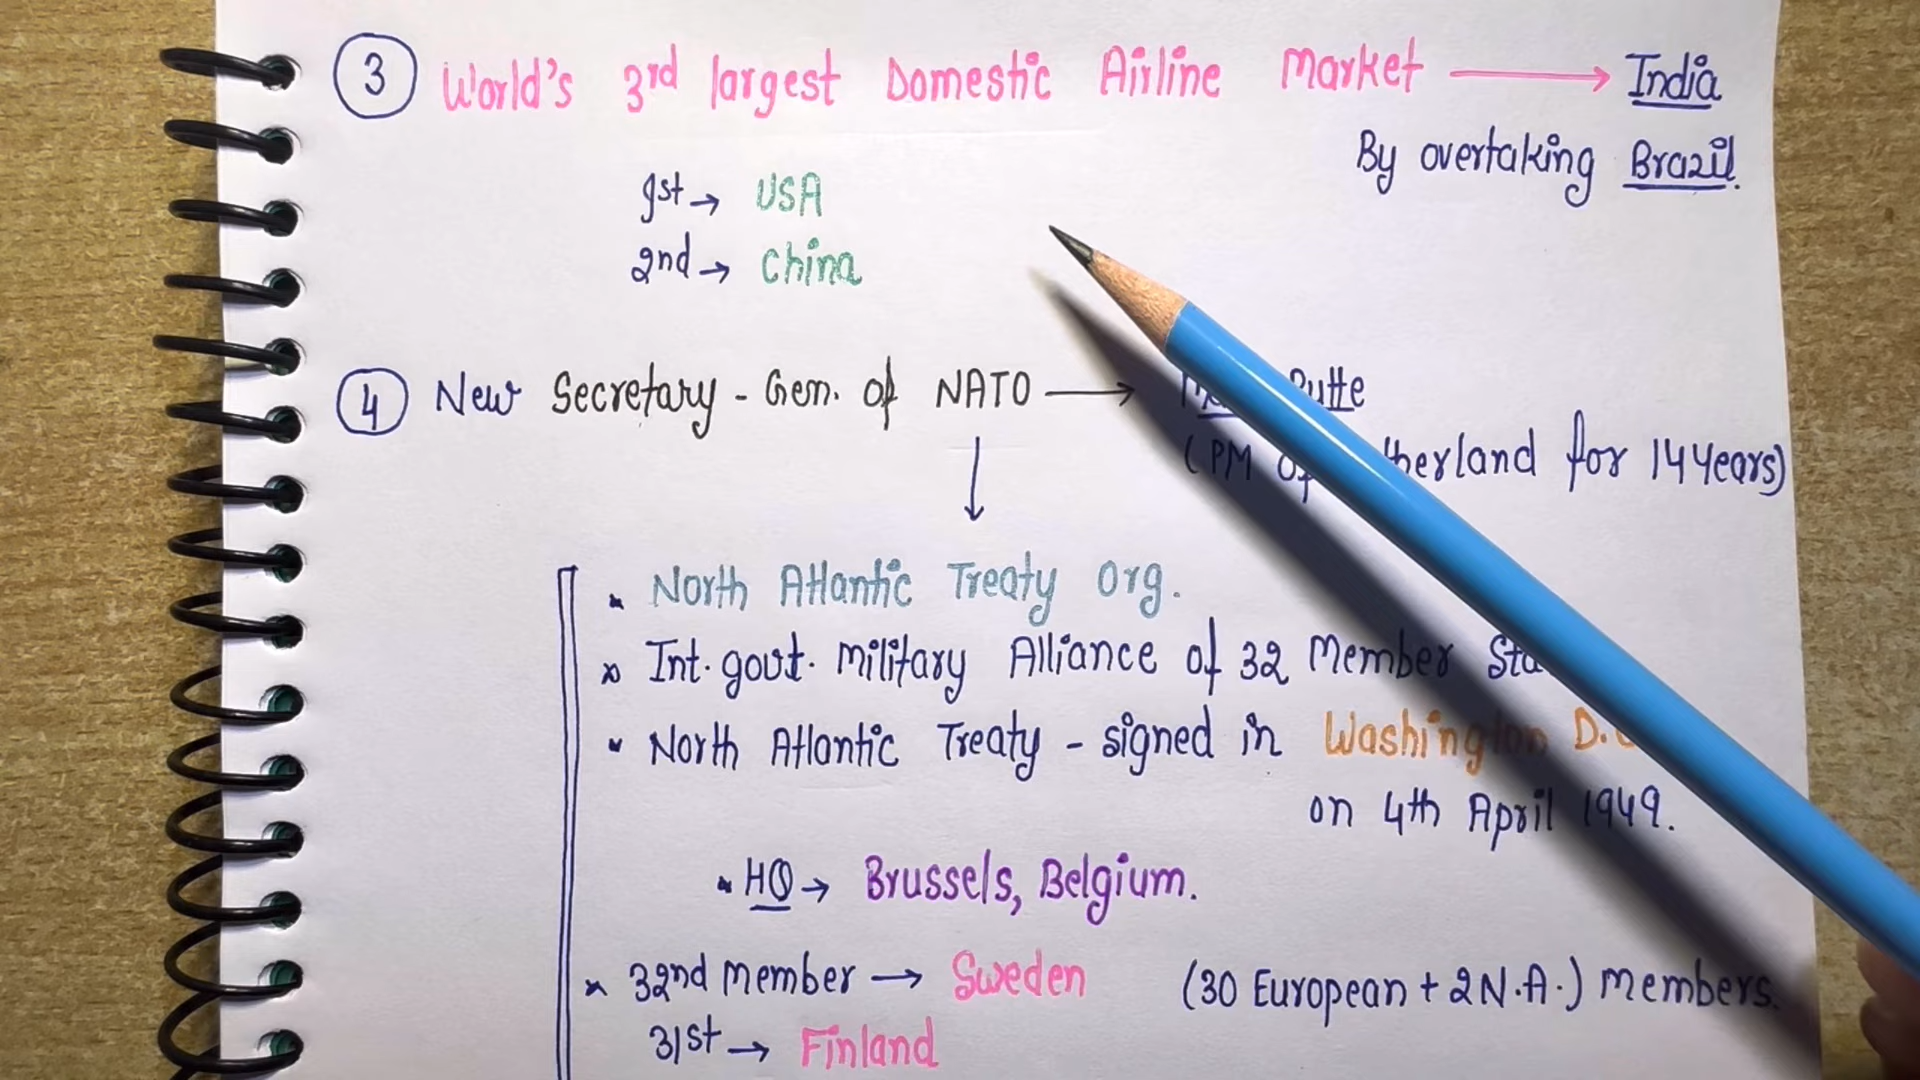 3 World's 3rd largest Domestic Airline Market → India
By overtaking Brazil.
1st → USA
2nd → China
4 New Secretary - Gen. of NATO → Rutte
(PM of therland for 14 Years)
• North Atlantic Treaty Org.
• Int. govt. Military Alliance of 32 Member Sta
• North Atlantic Treaty - signed in Washington D.C
on 4th April 1949.
• HQ → Brussels, Belgium.
• 32nd Member → Sweden (30 European + 2 N.A.) Members.
31st → Finland